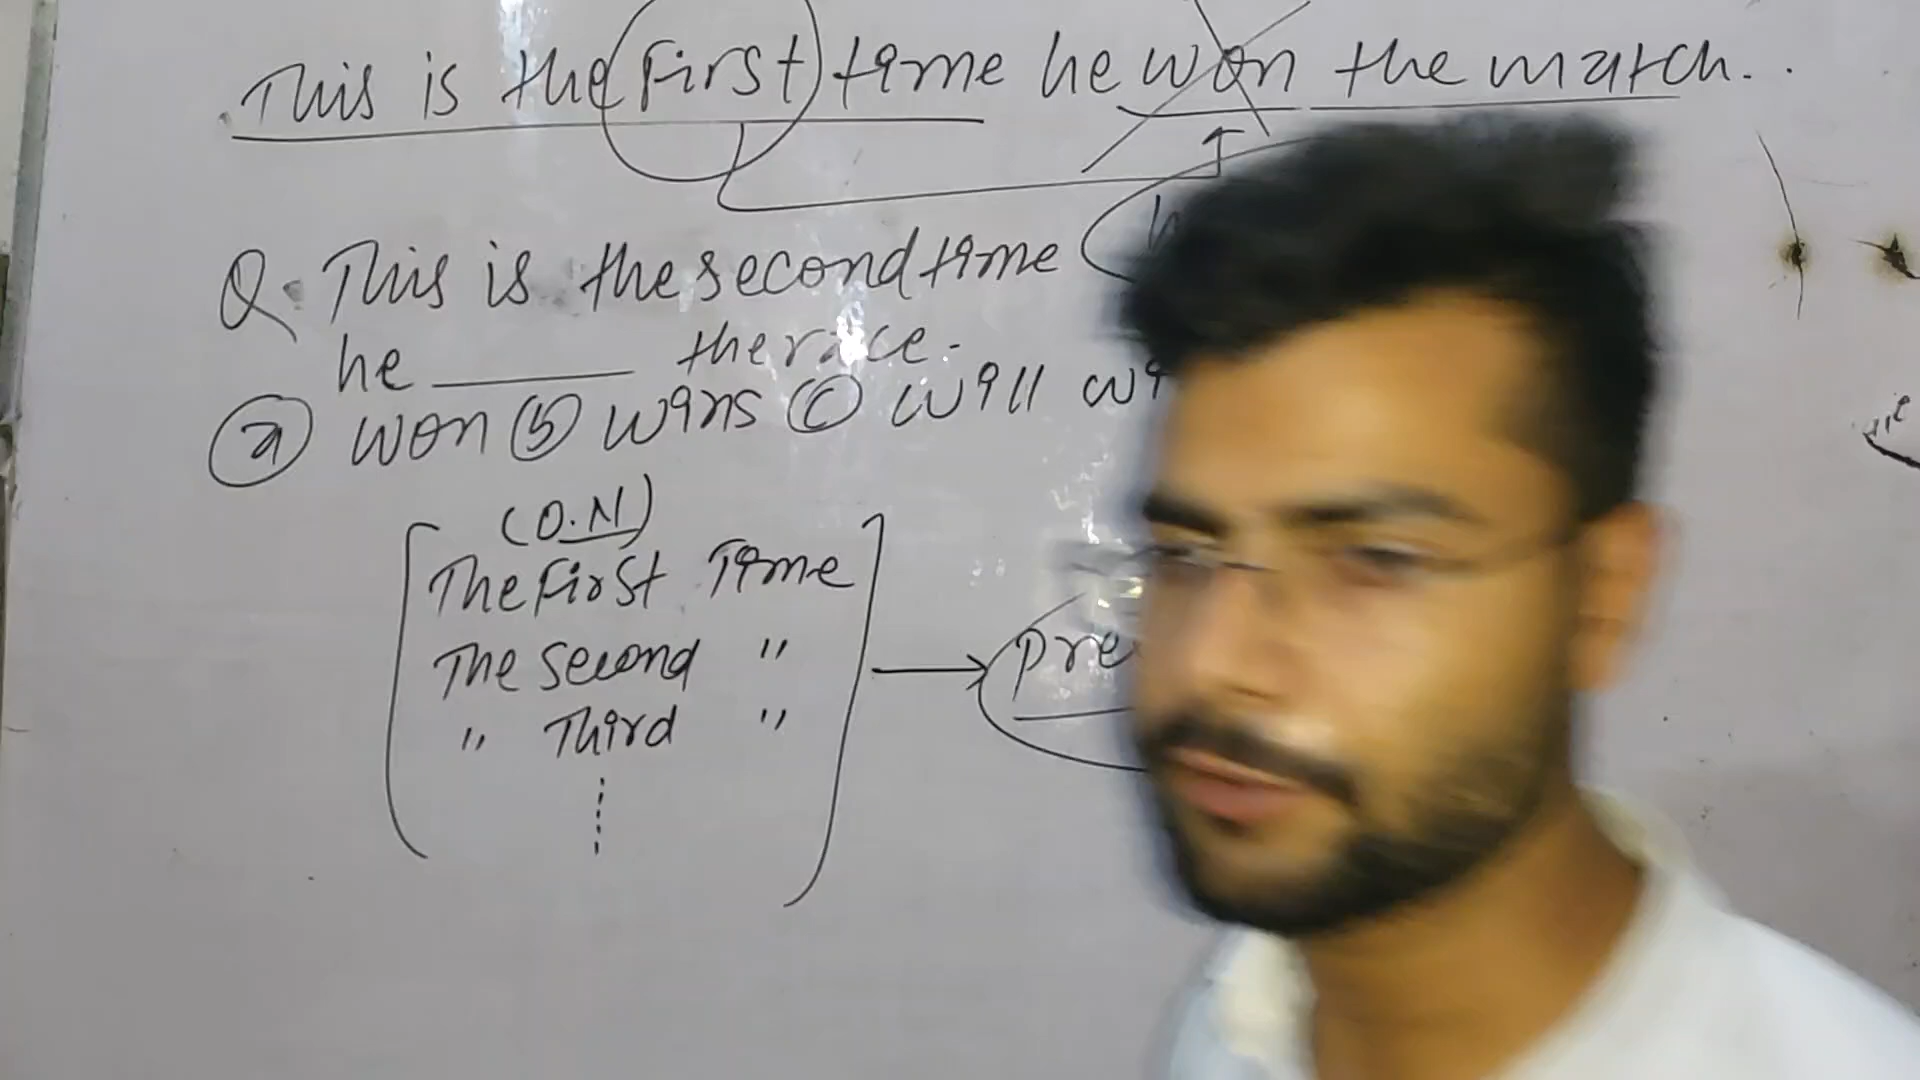 This is the First time he won the match..
Q. This is the second time
he ______ the race.
(a) won (b) wins (c) will
(O.N)
The First Time
The Second "
" Third "